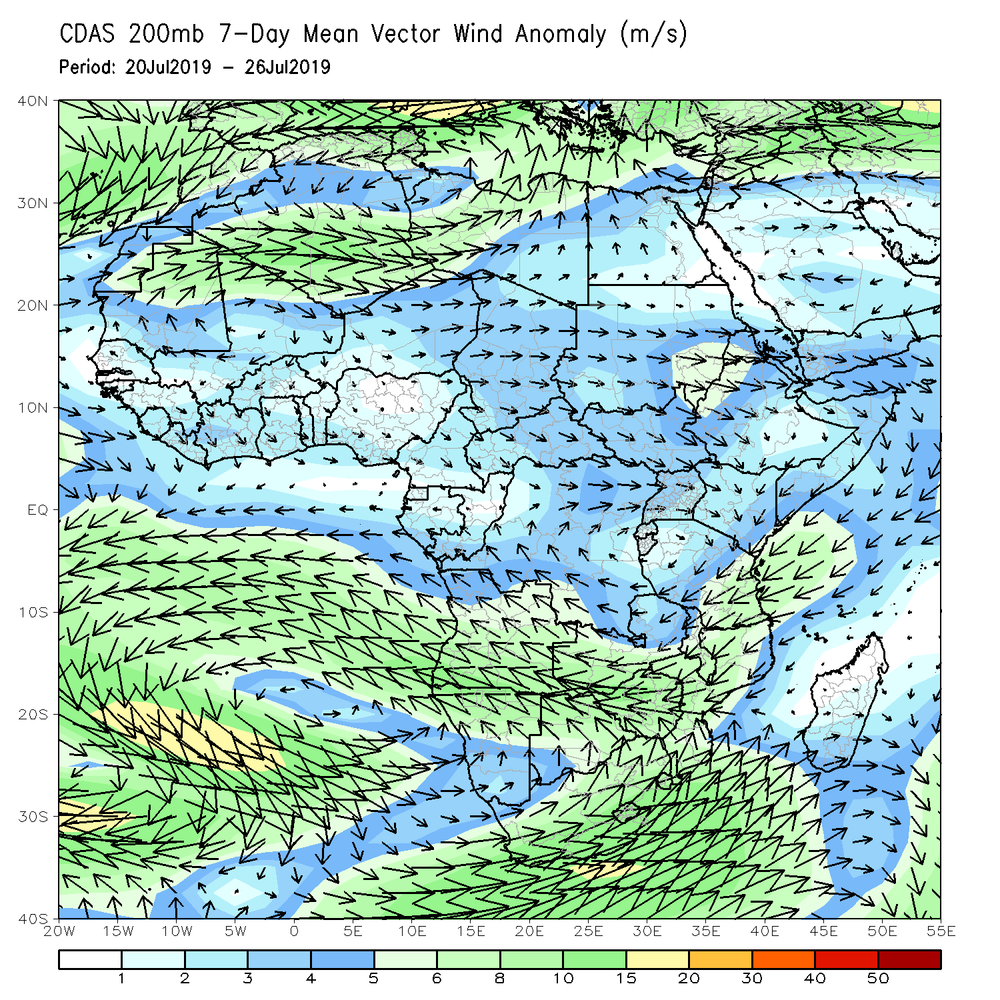 CDAS 200mb 7-Day Mean Vector Wind Anomaly (m/s)
Period: 20Jul2019 - 26Jul2019
40N
30N
20N
10N
EQ
10S
20S
30S
40S
20W 15W 10W 5W 0 5E 10E 15E 20E 25E 30E 35E 40E 45E 50E 55E
1 2 3 4 5 6 8 10 15 20 30 40 50